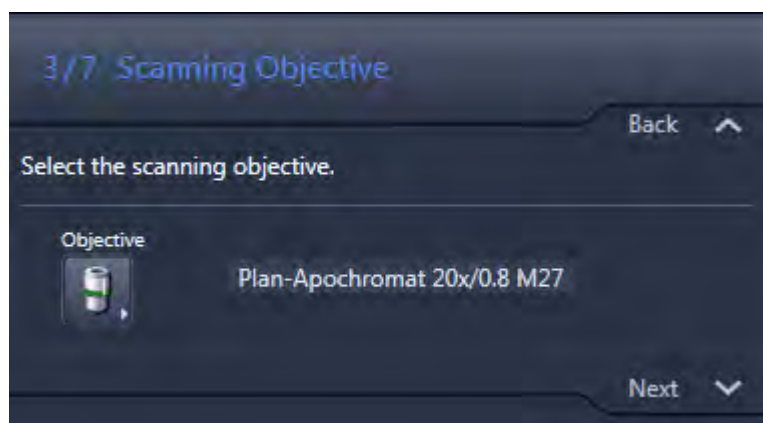 3/7 Scanning Objective
Back
Select the scanning objective.
Objective
Plan-Apochromat 20x/0.8 M27
Next